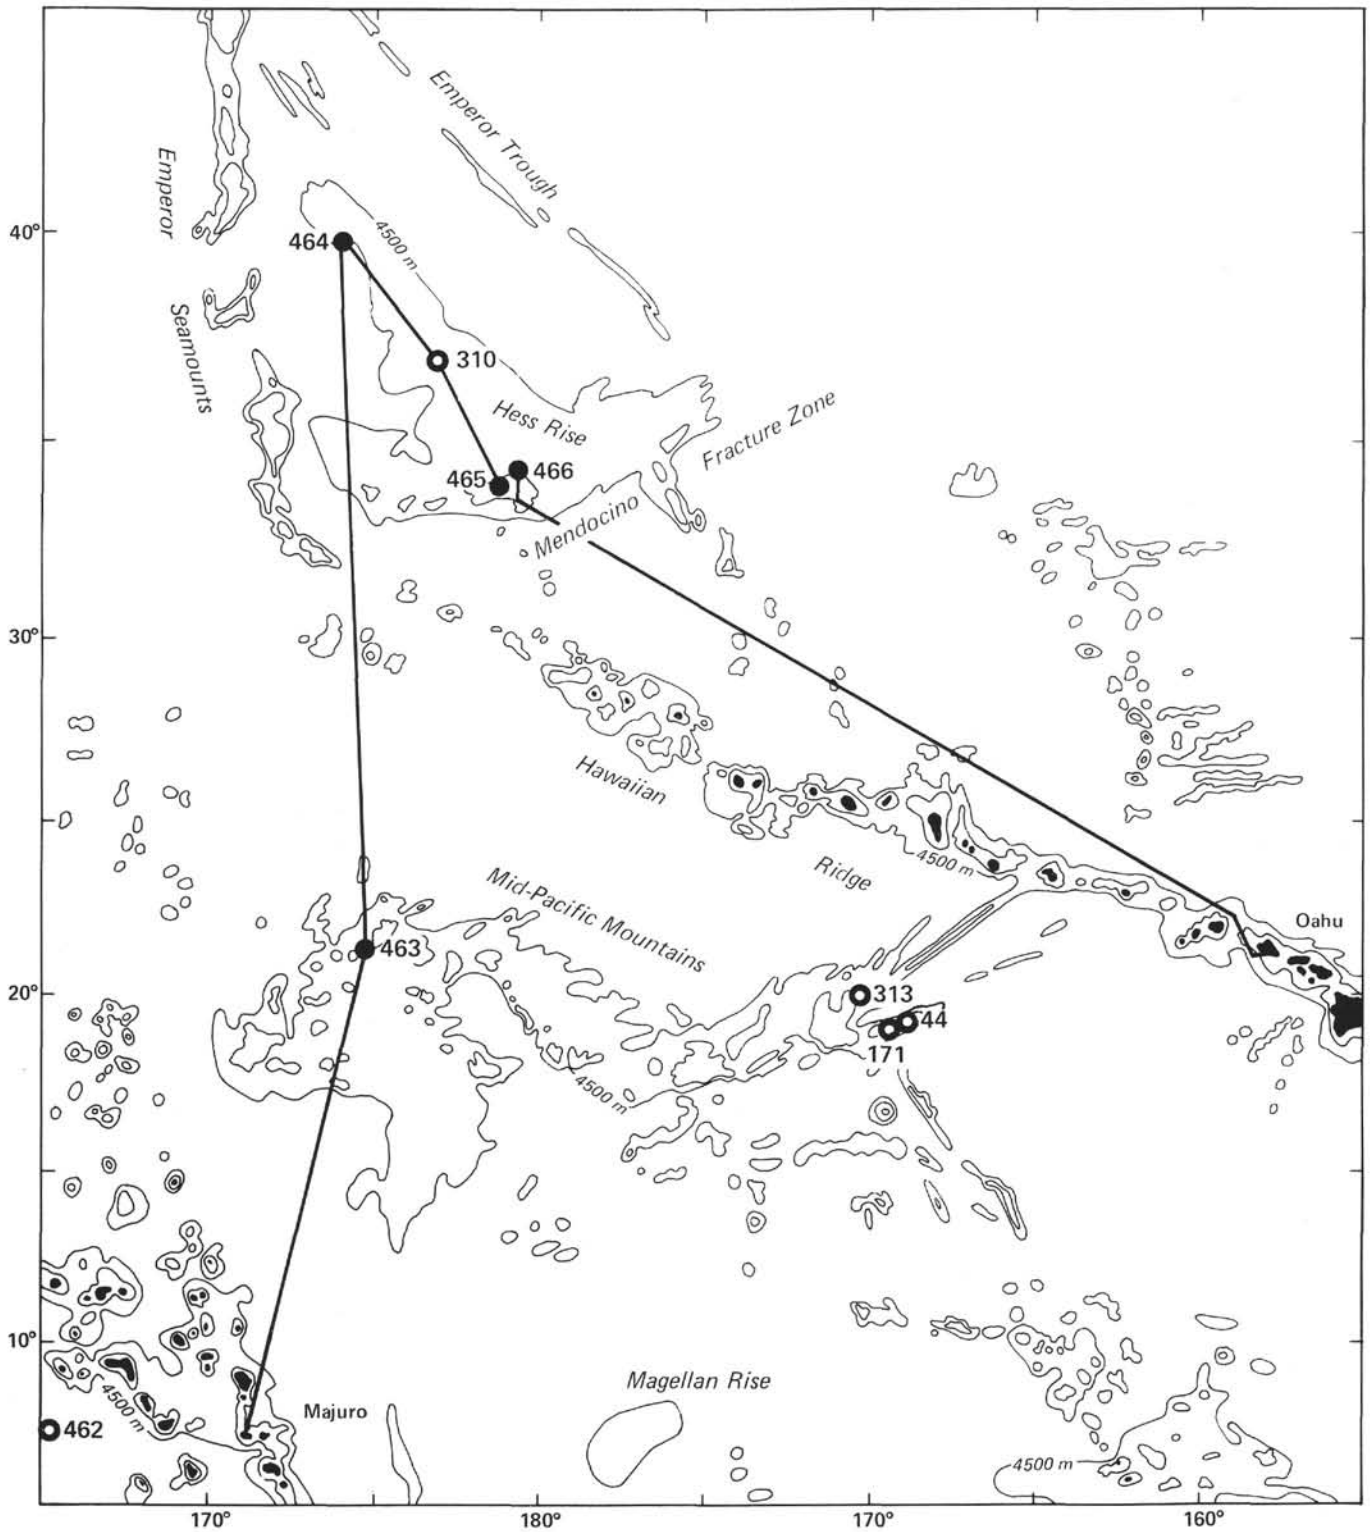 Emperor Trough
Emperor
40°
464
4500 m
Seamounts
310
Hess Rise
Fracture Zone
465
466
Mendocino
30°
Hawaiian
4500 m
Ridge
Mid-Pacific Mountains
Oahu
463
20°
313
44
171
4500 m
10°
Magellan Rise
4500 m
Majuro
462
4500 m
170°
180°
170°
160°